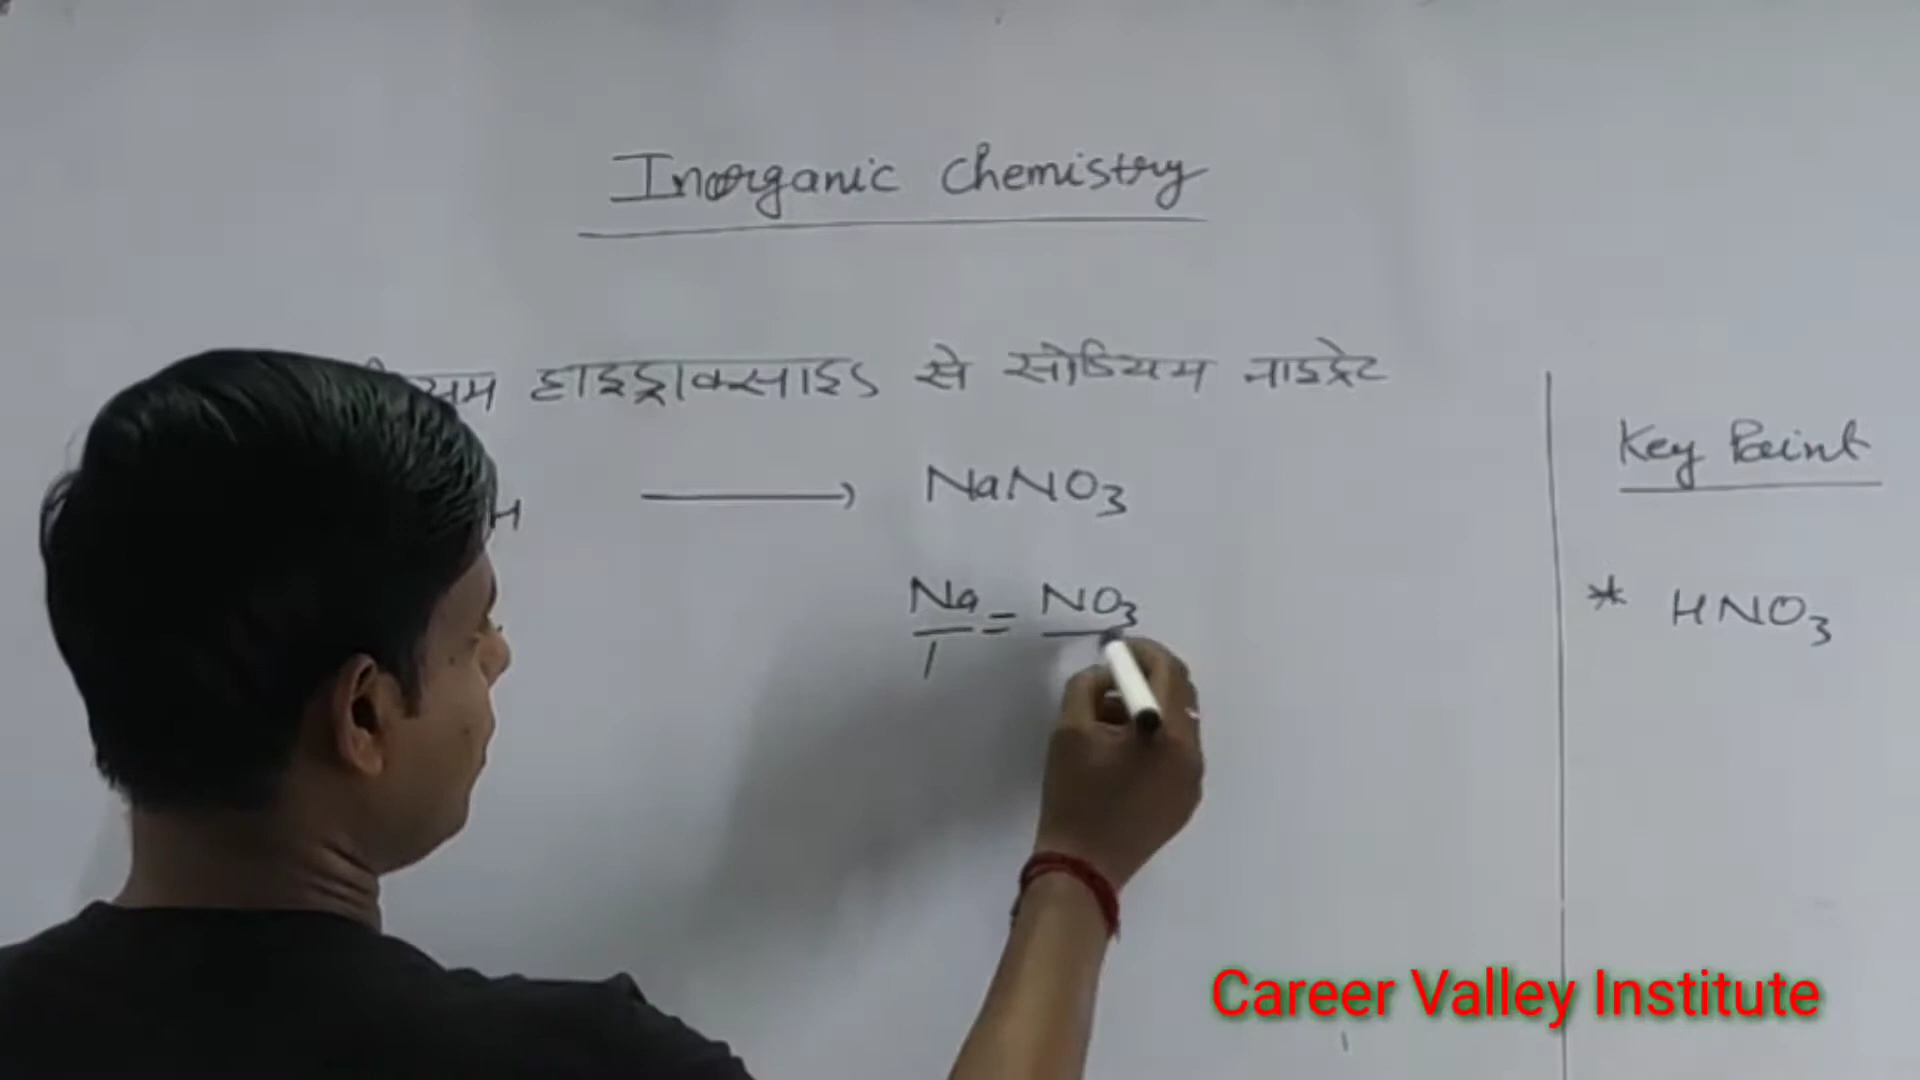 Inorganic Chemistry
हाइड्राक्साइड से सोडियम नाइट्रेट
H → NaNO₃
Key Point
Na = NO₃
1
* HNO₃
Career Valley Institute